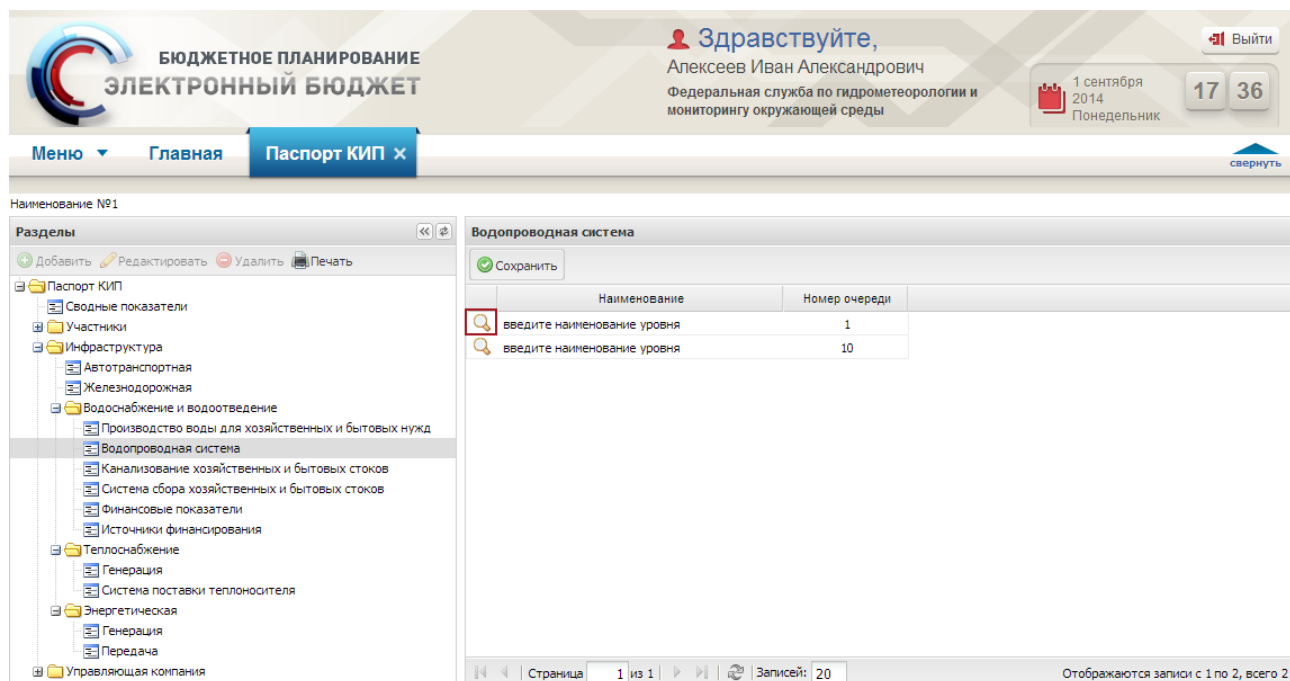 БЮДЖЕТНОЕ ПЛАНИРОВАНИЕ
ЭЛЕКТРОННЫЙ БЮДЖЕТ
Здравствуйте,
Алексеев Иван Александрович
Федеральная служба по гидрометеорологии и
мониторингу окружающей среды
Выйти
1 сентября
2014
Понедельник
17 36
Меню Главная Паспорт КИП
свернуть
Наименование №1
Разделы
Добавить Редактировать Удалить Печать
Паспорт КИП
Сводные показатели
Участники
Инфраструктура
Автотранспортная
Железнодорожная
Водоснабжение и водоотведение
Производство воды для хозяйственных и бытовых нужд
Водопроводная система
Канализование хозяйственных и бытовых стоков
Система сбора хозяйственных и бытовых стоков
Финансовые показатели
Источники финансирования
Теплоснабжение
Генерация
Система поставки теплоносителя
Энергетическая
Генерация
Передача
Управляющая компания
Водопроводная система
Сохранить
Наименование Номер очереди
введите наименование уровня 1
введите наименование уровня 10
Страница 1 из 1 Записей: 20 Отображаются записи с 1 по 2, всего 2